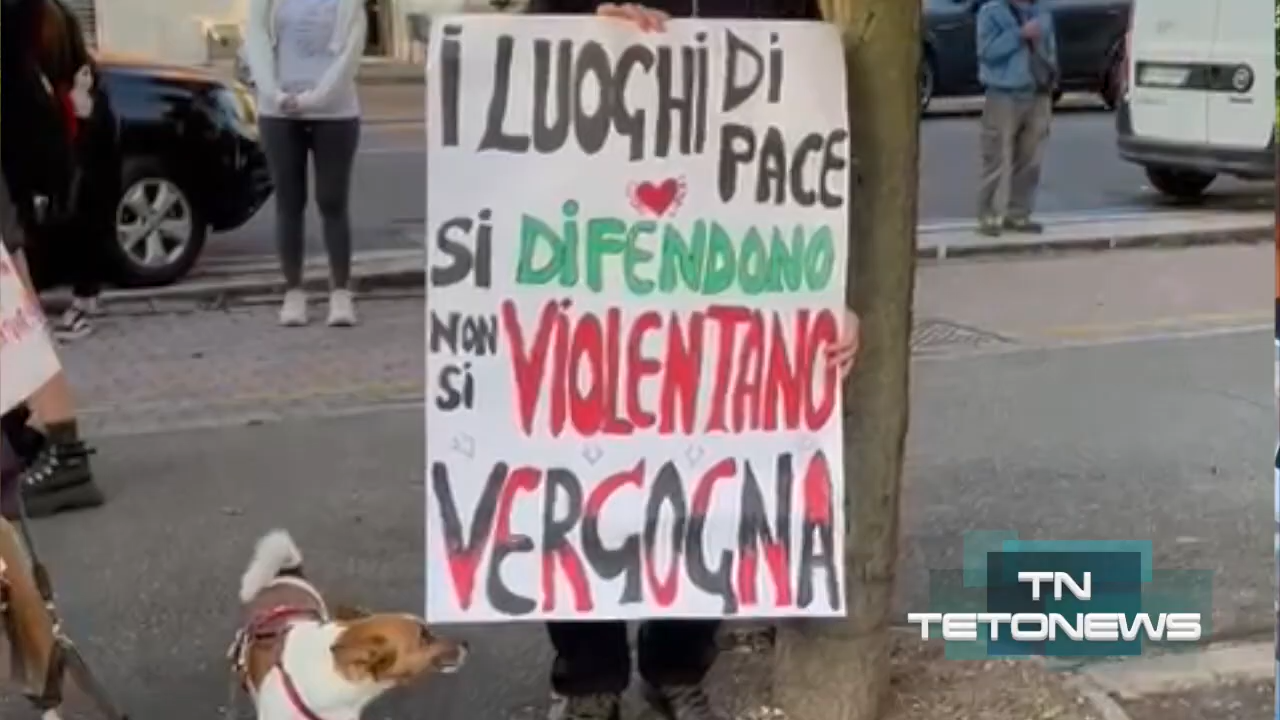 I LUOGHI DI
PACE
SI DIFENDONO
NON
SI VIOLENTANO
VERGOGNA
TN
TETONEWS